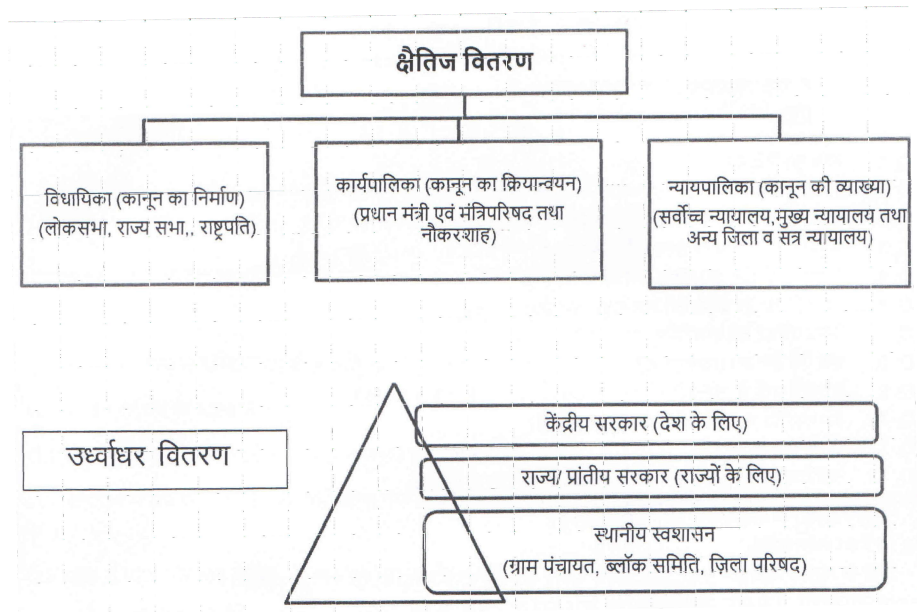 क्षैतिज वितरण
विधायिका (कानून का निर्माण)
(लोकसभा, राज्य सभा,, राष्ट्रपति)
कार्यपालिका (कानून का क्रियान्वयन)
(प्रधान मंत्री एवं मंत्रिपरिषद तथा
नौकरशाह)
न्यायपालिका (कानून की व्याख्या)
(सर्वोच्च न्यायालय,मुख्य न्यायालय तथा
अन्य जिला व सत्र न्यायालय)
उर्ध्वाधर वितरण
केंद्रीय सरकार (देश के लिए)
राज्य/ प्रांतीय सरकार (राज्यों के लिए)
स्थानीय स्वशासन
(ग्राम पंचायत, ब्लॉक समिति, ज़िला परिषद)